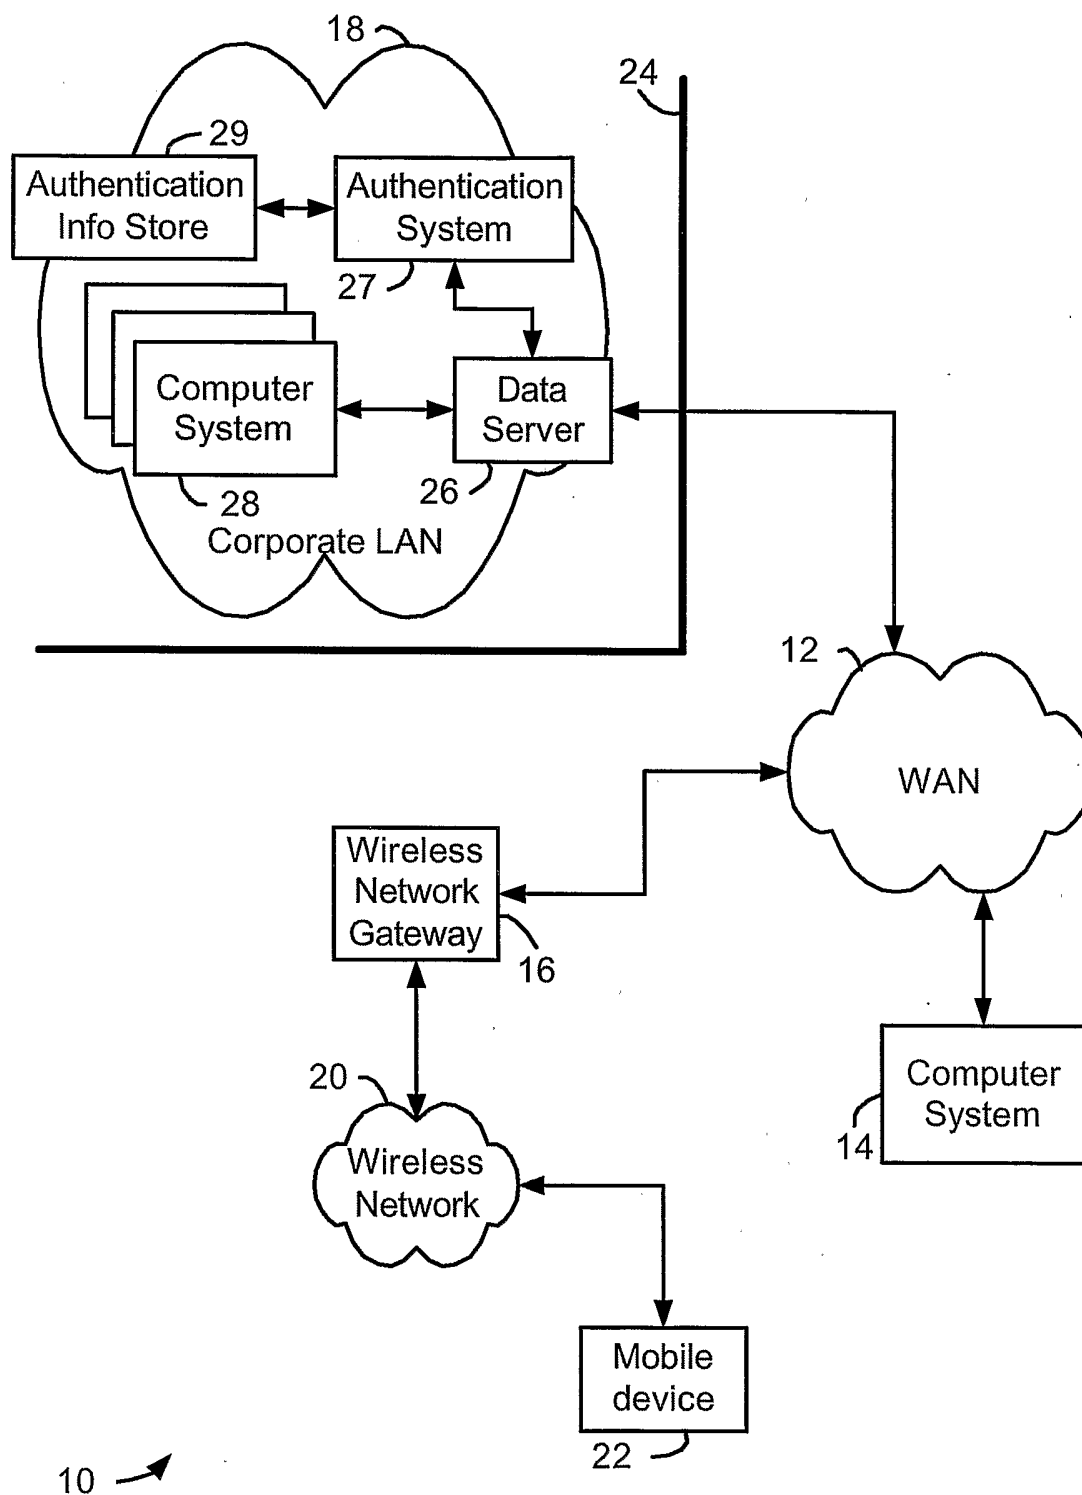 18
24
29
Authentication
Info Store
Authentication
System
27
Computer
System
Data
Server
28
26
Corporate LAN
12
WAN
Wireless
Network
Gateway
16
20
Wireless
Network
Computer
System
14
Mobile
device
22
10